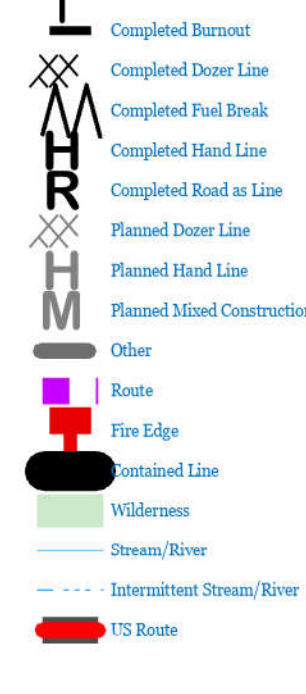 Completed Burnout
Completed Dozer Line
Completed Fuel Break
H Completed Hand Line
R Completed Road as Line
Planned Dozer Line
H Planned Hand Line
M Planned Mixed Construction
Other
Route
Fire Edge
Contained Line
Wilderness
Stream/River
Intermittent Stream/River
US Route